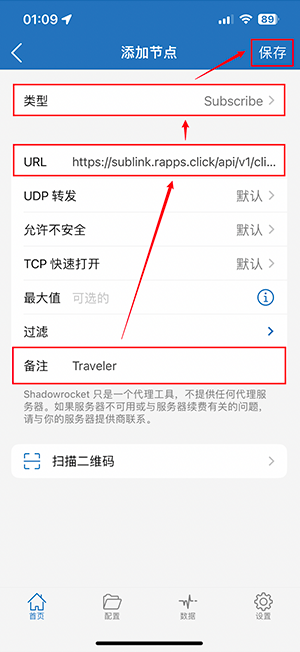 01:09
89
添加节点
保存
类型 Subscribe
URL https://sublink.rapps.click/api/v1/cli...
UDP 转发 默认
允许不安全 默认
TCP 快速打开 默认
最大值 可选的
过滤
备注 Traveler
Shadowrocket 只是一个代理工具，不提供任何代理服
务器。如果服务器不可用或与服务器续费有关的问题，
请与你的服务器提供商联系。
扫描二维码
首页 配置 数据 设置